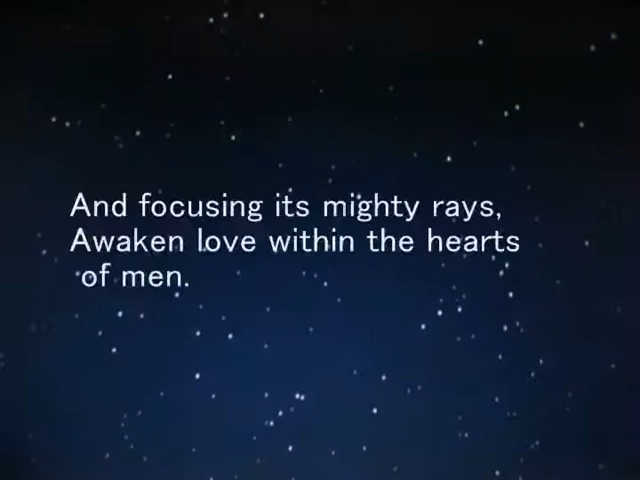 And focusing its mighty rays,
Awaken love within the hearts
of men.